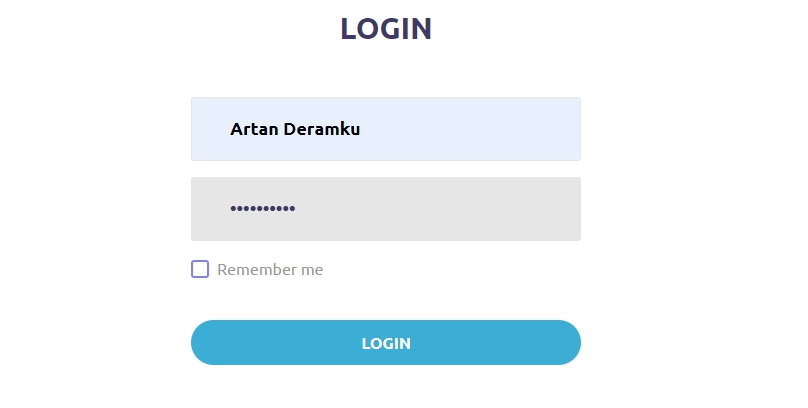 LOGIN
Artan Deramku
••••••••••
Remember me
LOGIN